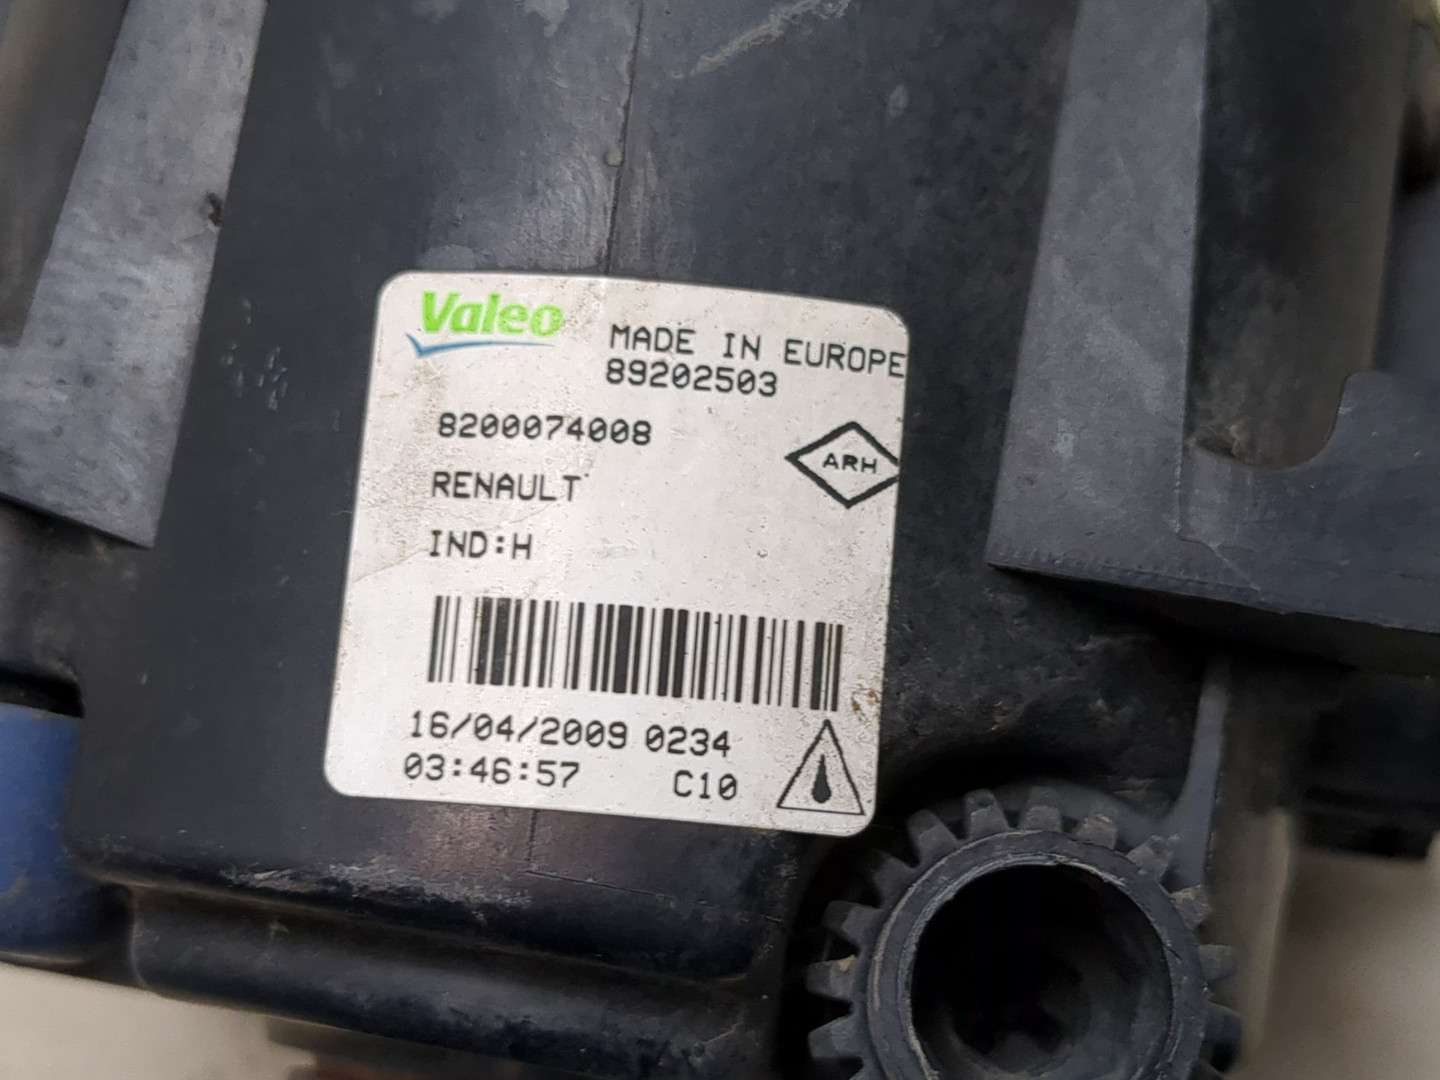 Valeo
MADE IN EUROPE
89202503
8200074008
ARH
RENAULT
IND:H
16/04/2009 0234
03:46:57 C10